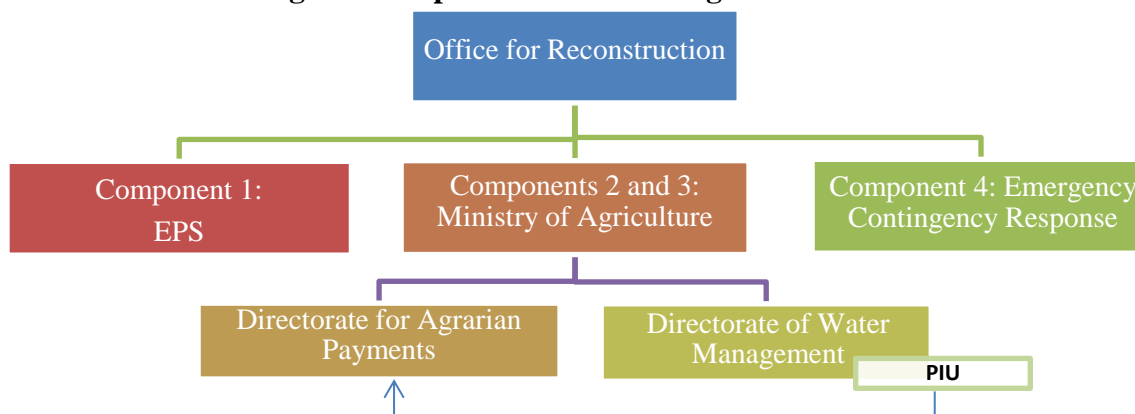 Office for Reconstruction
Component 1:
EPS
Components 2 and 3:
Ministry of Agriculture
Component 4: Emergency
Contingency Response
Directorate for Agrarian
Payments
Directorate of Water
Management
PIU